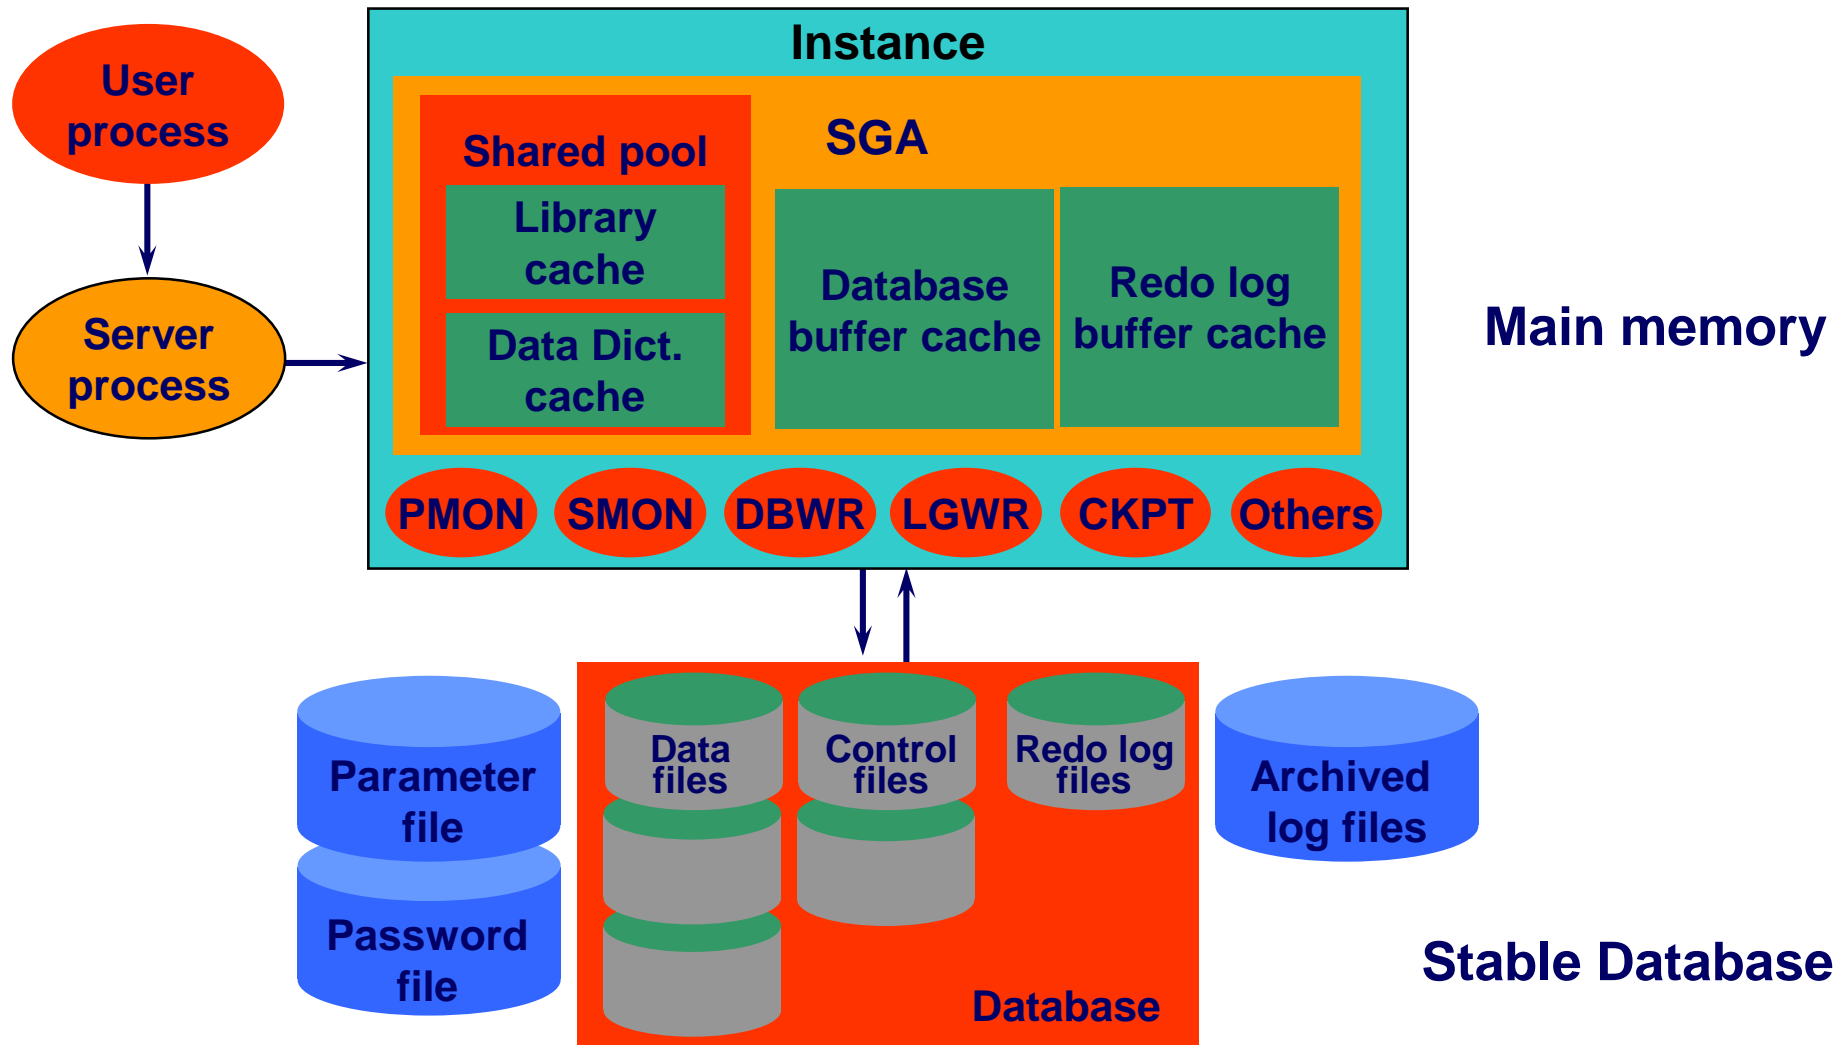 Instance
User
process
SGA
Shared pool
Library
cache
Data Dict.
cache
Database
buffer cache
Redo log
buffer cache
Main memory
Server
process
PMON
SMON
DBWR
LGWR
CKPT
Others
Parameter
file
Password
file
Data
files
Control
files
Redo log
files
Archived
log files
Database
Stable Database